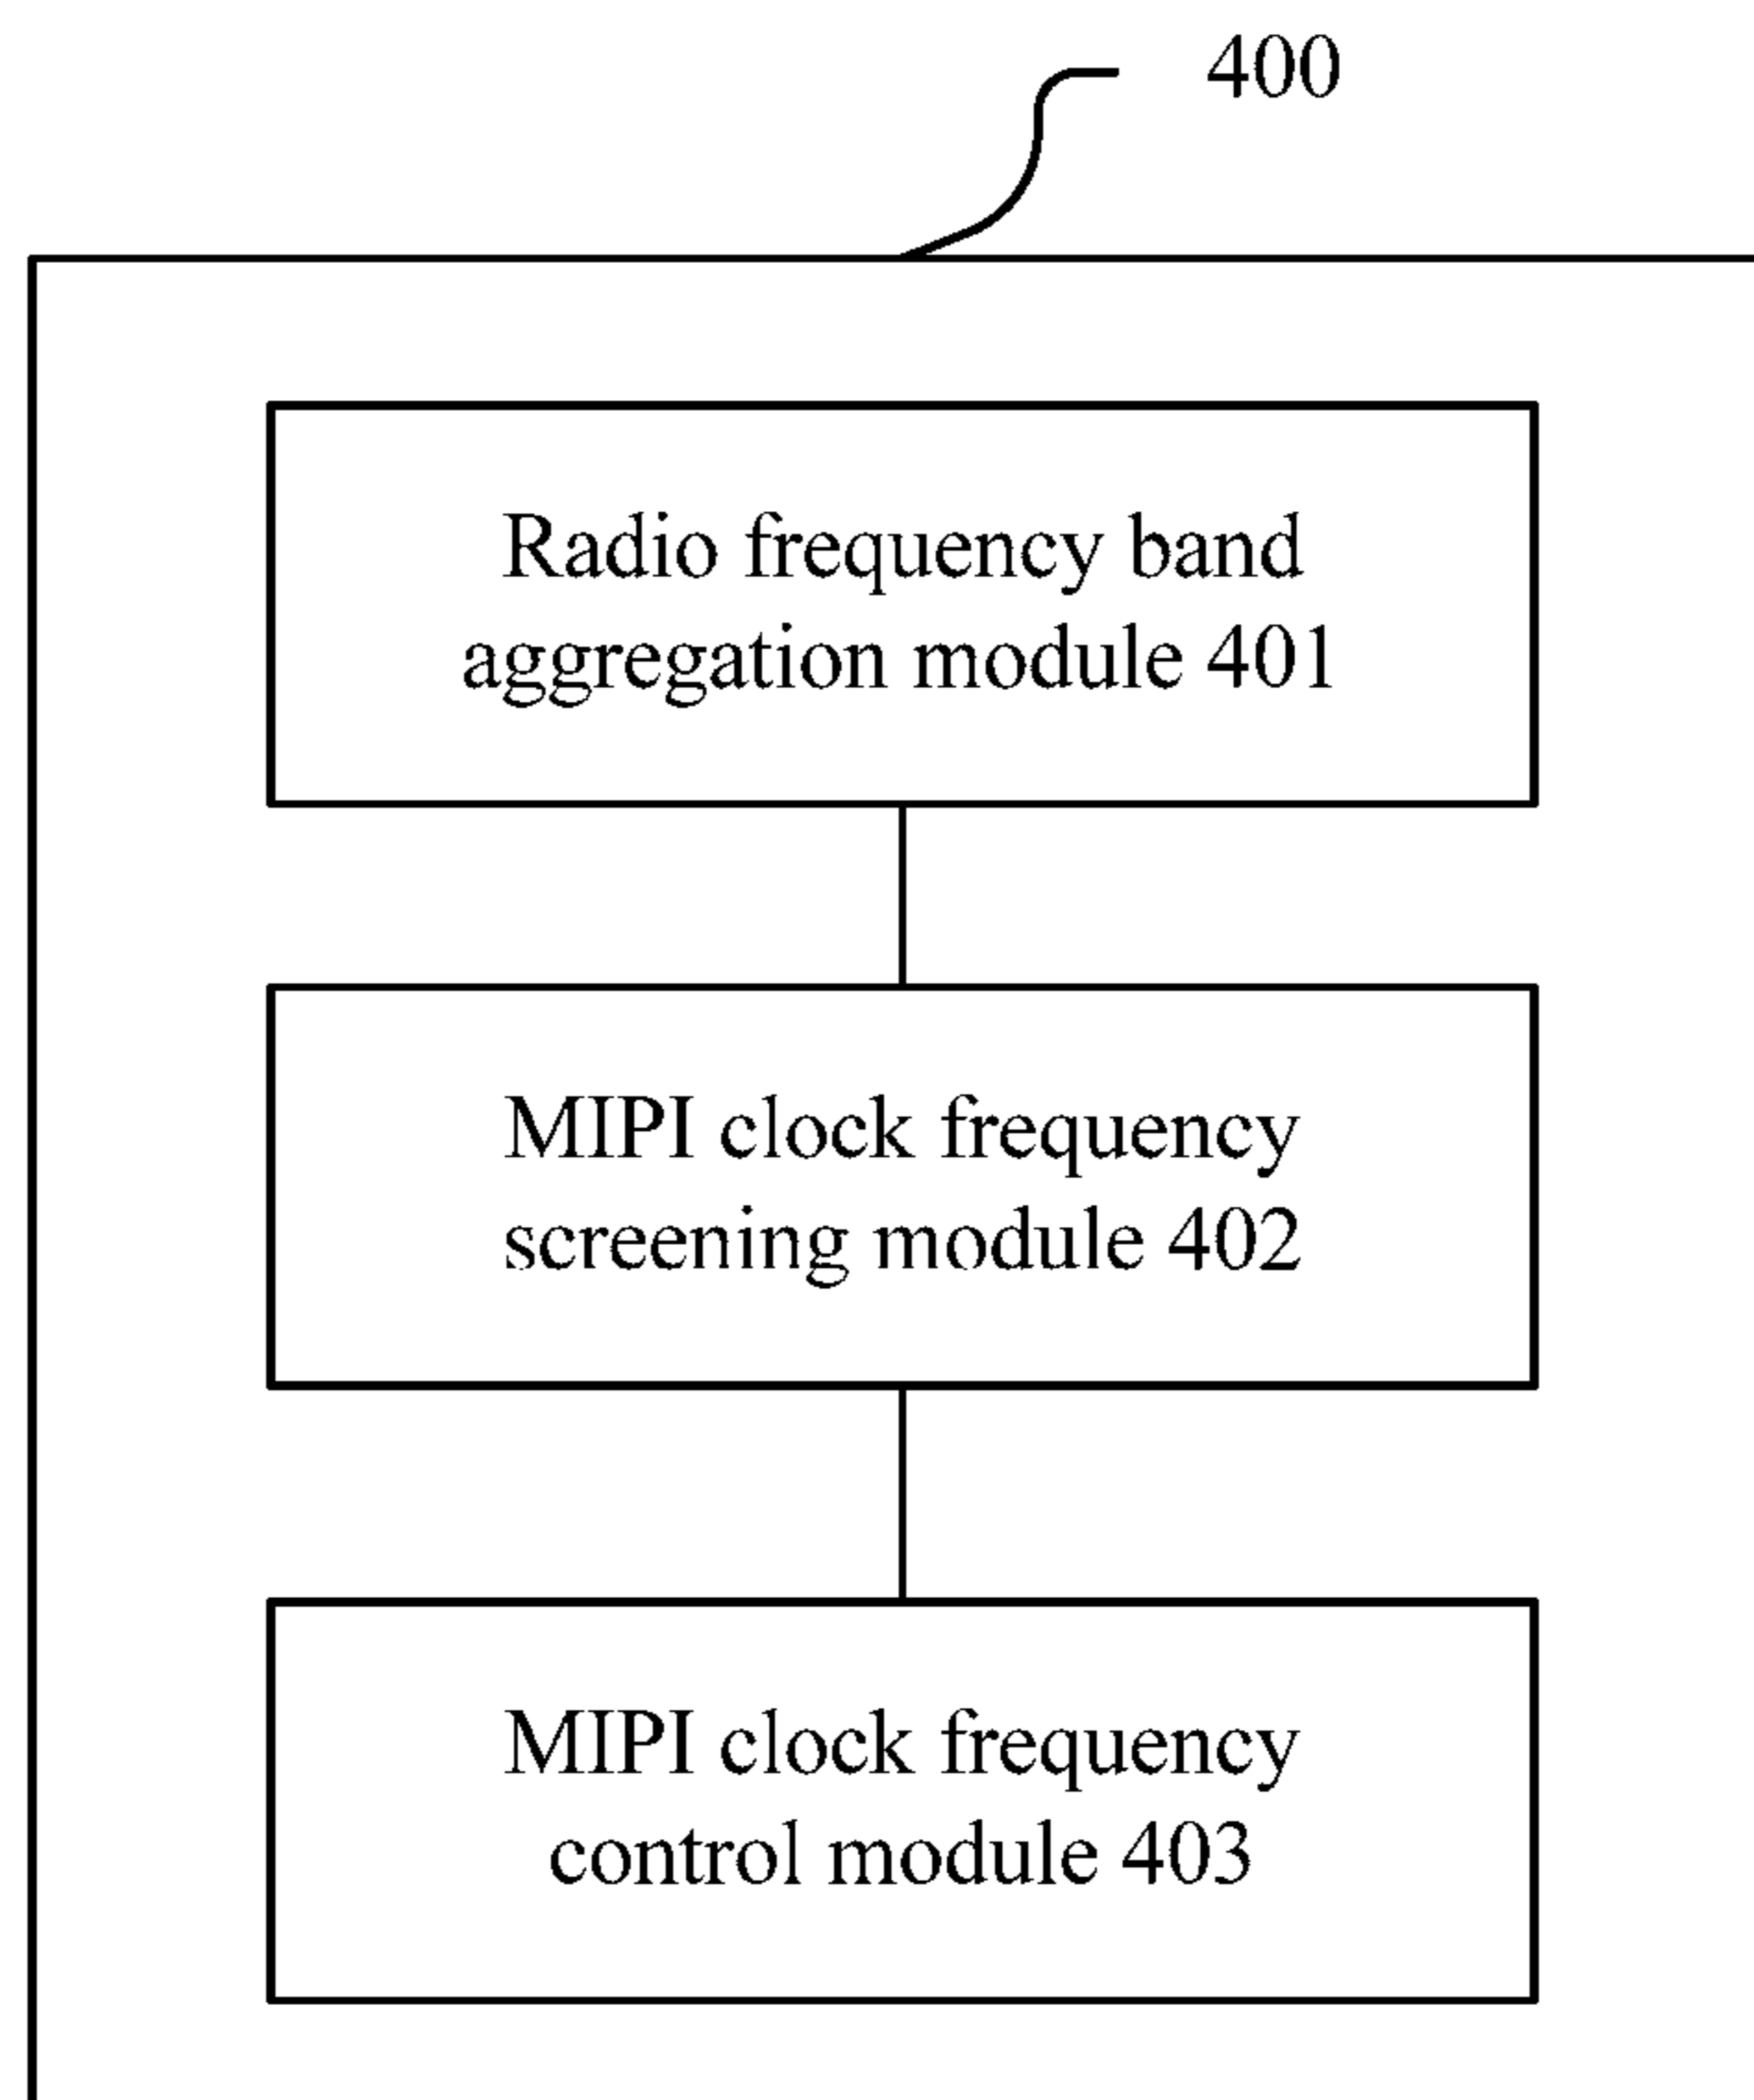 400
Radio frequency band
aggregation module 401
MIPI clock frequency
screening module 402
MIPI clock frequency
control module 403